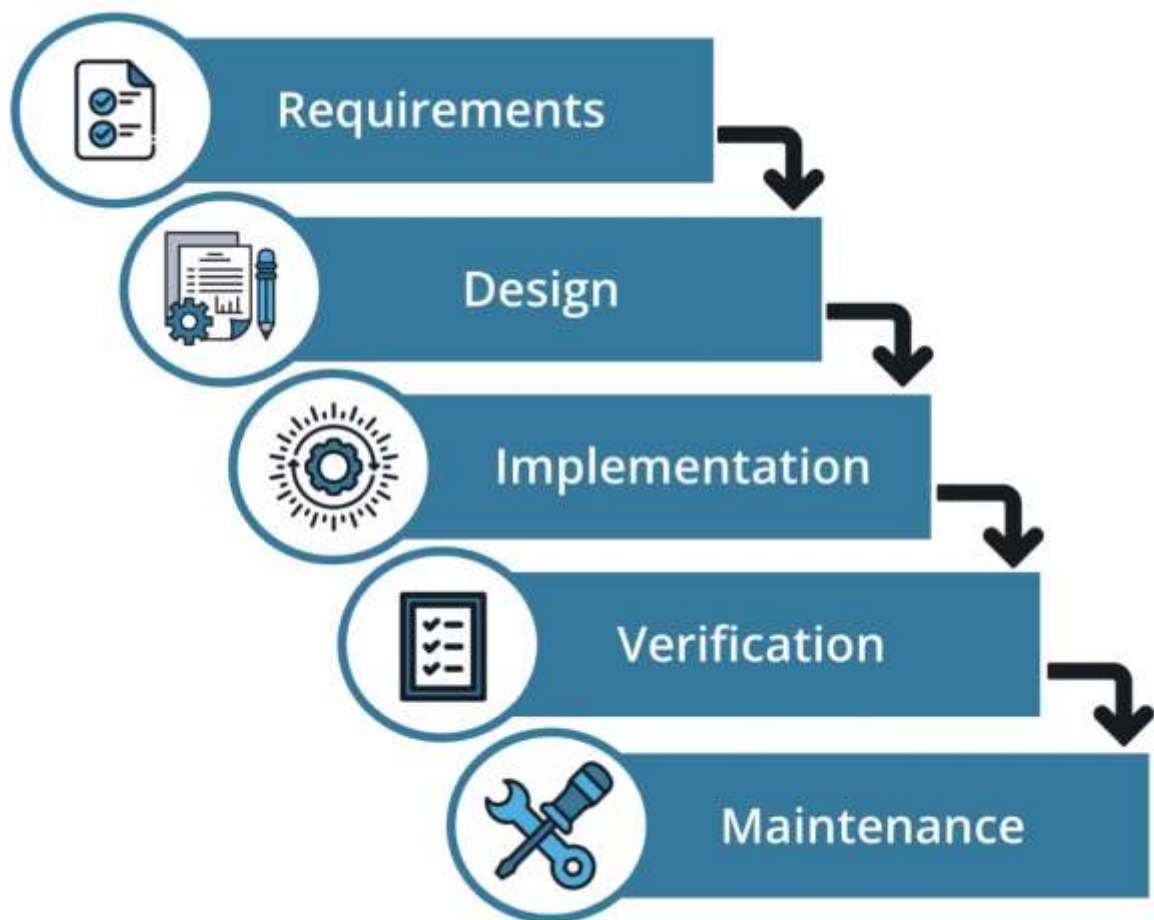 Requirements
Design
Implementation
Verification
Maintenance